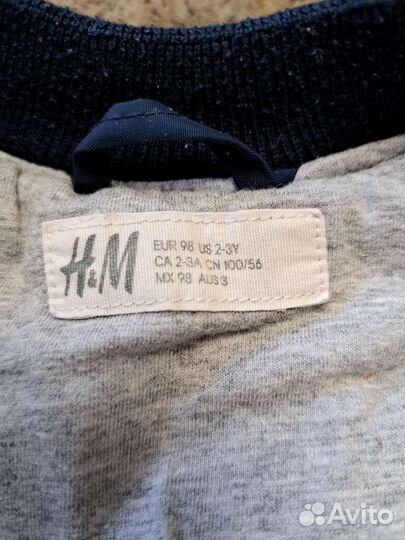 H&M
EUR 98 US 2-3Y
CA 2-3A CN 100/56
MX 98 AUS 3
Avito